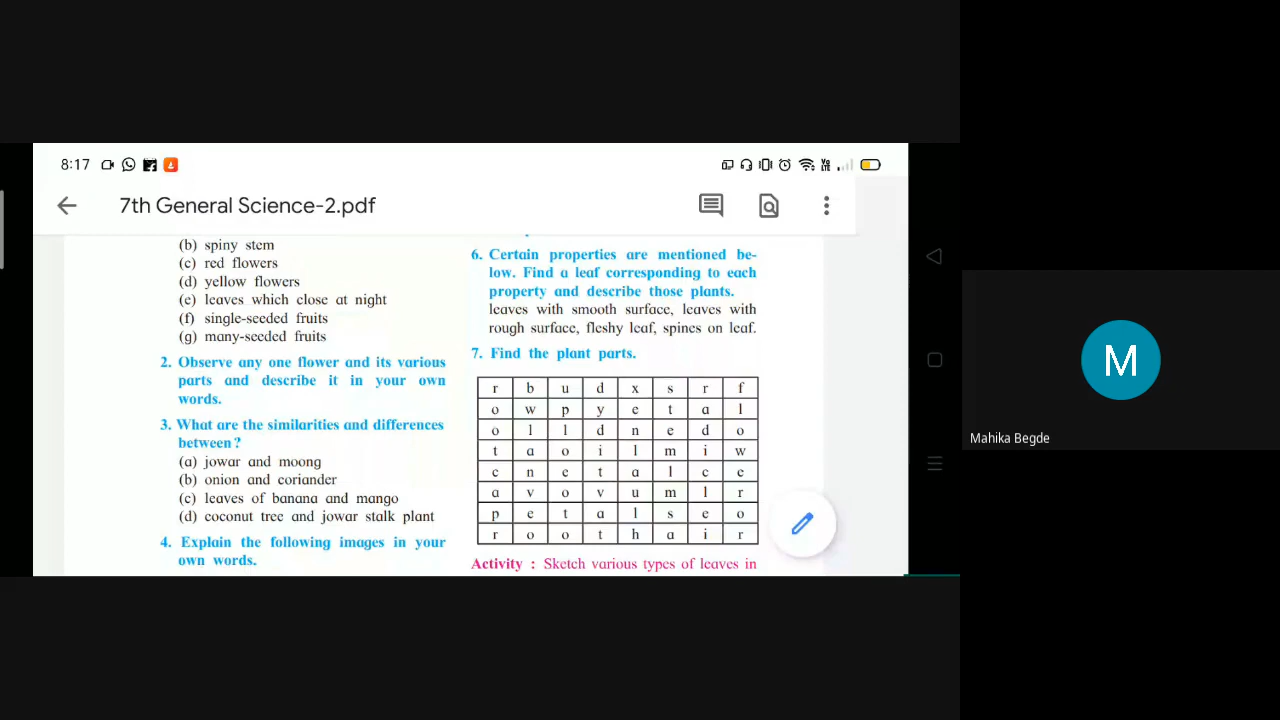 8:17
7th General Science-2.pdf
(b) spiny stem
(c) red flowers
(d) yellow flowers
(e) leaves which close at night
(f) single-seeded fruits
(g) many-seeded fruits
2. Observe any one flower and its various
parts and describe it in your own
words.
3. What are the similarities and differences
between?
(a) jowar and moong
(b) onion and coriander
(c) leaves of banana and mango
(d) coconut tree and jowar stalk plant
4. Explain the following images in your
own words.
6. Certain properties are mentioned be-
low. Find a leaf corresponding to each
property and describe those plants.
leaves with smooth surface, leaves with
rough surface, fleshy leaf, spines on leaf.
7. Find the plant parts.
r b u d x s r f
o w p y e t a l
o l l d n e d o
t a o i l m i w
c n e t a l c e
a v o v u m l r
p e t a l s e o
r o o t h a i r
Activity : Sketch various types of leaves in
M
Mahika Begde